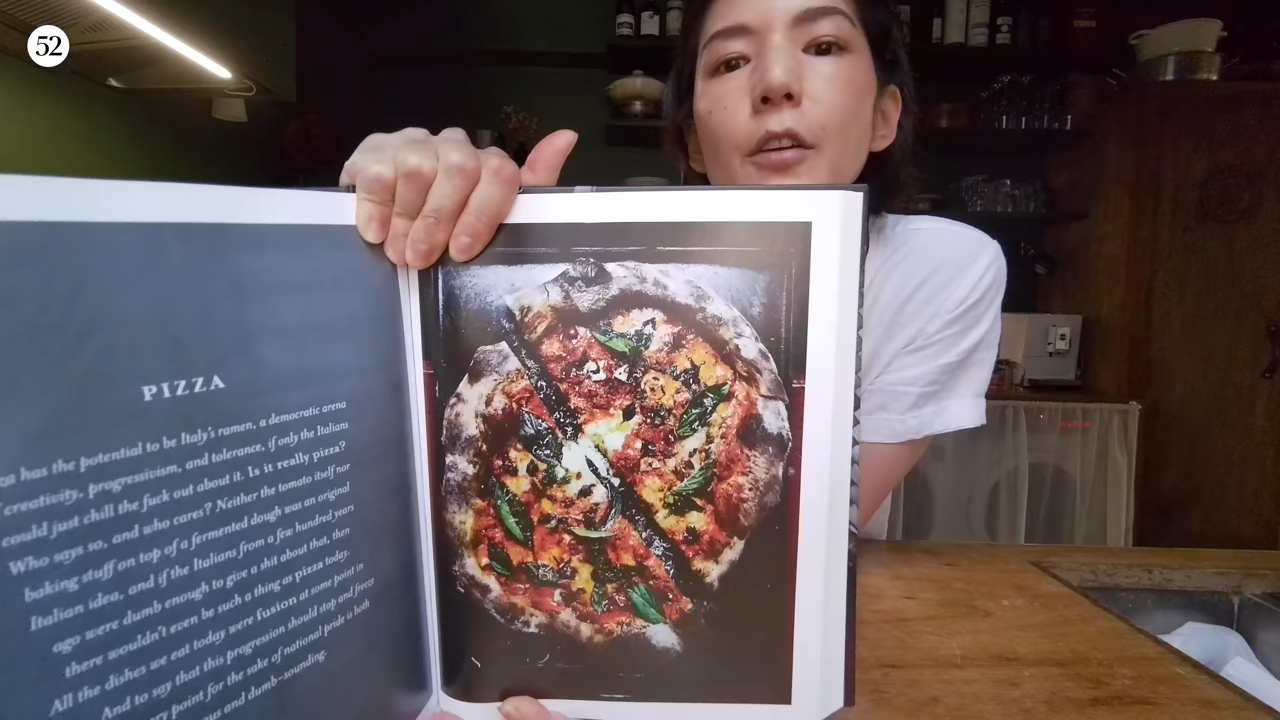 52
PIZZA
has the potential to be Italy's ramen, a democratic arena
creativity, progressivism, and tolerance, if only the Italians
could just chill the fuck out about it. Is it really pizza?
Who says so, and who cares? Neither the tomato itself nor
baking stuff on top of a fermented dough was an original
Italian idea, and if the Italians from a few hundred years
ago were dumb enough to give a shit about that, then
there wouldn't even be such a thing as pizza today.
All the dishes we eat today were fusion at some point in
And to say that this progression should stop and freeze
point for the sake of national pride is both
and dumb-sounding.